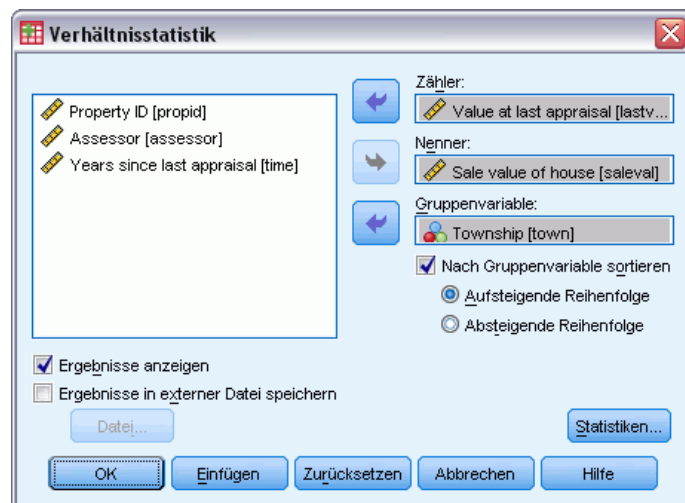 Verhältnisstatistik
Property ID [propid]
Assessor [assessor]
Years since last appraisal [time]
Zähler:
Value at last appraisal [lastv...
Nenner:
Sale value of house [saleval]
Gruppenvariable:
Township [town]
Nach Gruppenvariable sortieren
Aufsteigende Reihenfolge
Absteigende Reihenfolge
Ergebnisse anzeigen
Ergebnisse in externer Datei speichern
Datei...
Statistiken...
OK
Einfügen
Zurücksetzen
Abbrechen
Hilfe